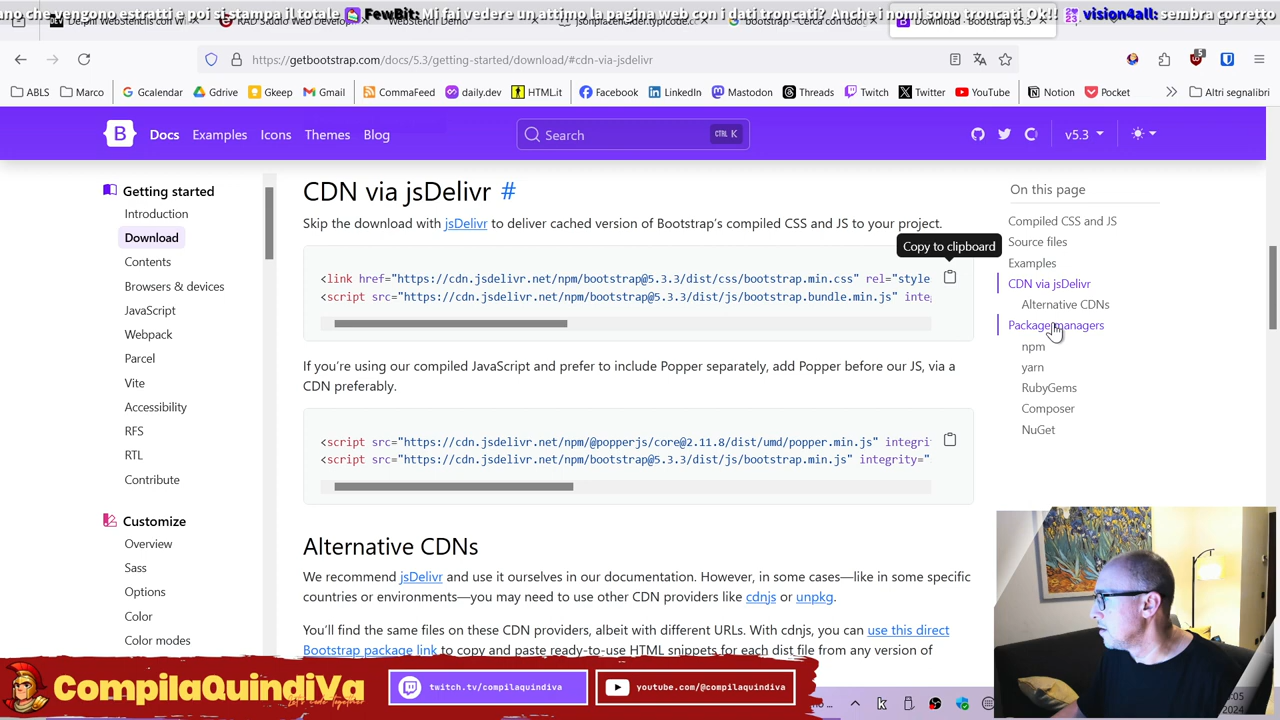 no che vengono estratti e poi si stampa il totale FewBit: Mi fai vedere un attimo la pagina web con i dati troncati? Anche i nomi sono troncati. Ok! vision4all: sembra corretto
https://getbootstrap.com/docs/5.3/getting-started/download/#cdn-via-jsdelivr
ABLS Marco Gcalendar Gdrive Gkeep Gmail CommaFeed daily.dev HTMLit Facebook LinkedIn Mastodon Threads Twitch Twitter YouTube Notion Pocket Altri segnalibri
Docs Examples Icons Themes Blog Search CTRL K v5.3
Getting started
Introduction
Download
Contents
Browsers & devices
JavaScript
Webpack
Parcel
Vite
Accessibility
RFS
RTL
Contribute
Customize
Overview
Sass
Options
Color
Color modes
CDN via jsDelivr #
Skip the download with jsDelivr to deliver cached version of Bootstrap's compiled CSS and JS to your project.
Copy to clipboard
<link href="https://cdn.jsdelivr.net/npm/bootstrap@5.3.3/dist/css/bootstrap.min.css" rel="style
<script src="https://cdn.jsdelivr.net/npm/bootstrap@5.3.3/dist/js/bootstrap.bundle.min.js" inte
If you're using our compiled JavaScript and prefer to include Popper separately, add Popper before our JS, via a
CDN preferably.
<script src="https://cdn.jsdelivr.net/npm/@popperjs/core@2.11.8/dist/umd/popper.min.js" integri
<script src="https://cdn.jsdelivr.net/npm/bootstrap@5.3.3/dist/js/bootstrap.min.js" integrity="
Alternative CDNs
We recommend jsDelivr and use it ourselves in our documentation. However, in some cases—like in some specific
countries or environments—you may need to use other CDN providers like cdnjs or unpkg.
You'll find the same files on these CDN providers, albeit with different URLs. With cdnjs, you can use this direct
Bootstrap package link to copy and paste ready-to-use HTML snippets for each dist file from any version of
On this page
Compiled CSS and JS
Source files
Examples
CDN via jsDelivr
Alternative CDNs
Package managers
npm
yarn
RubyGems
Composer
NuGet
CompilaQuindiVa
Let's Code Together
twitch.tv/compilaquindiva
youtube.com/@compilaquindiva